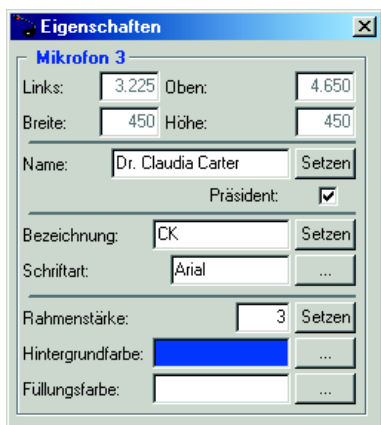 Eigenschaften
Mikrofon 3
Links: 3.225 Oben: 4.650
Breite: 450 Höhe: 450
Name: Dr. Claudia Carter Setzen
Präsident:
Bezeichnung: CK Setzen
Schriftart: Arial ...
Rahmenstärke: 3 Setzen
Hintergrundfarbe: ...
Füllungsfarbe: ...